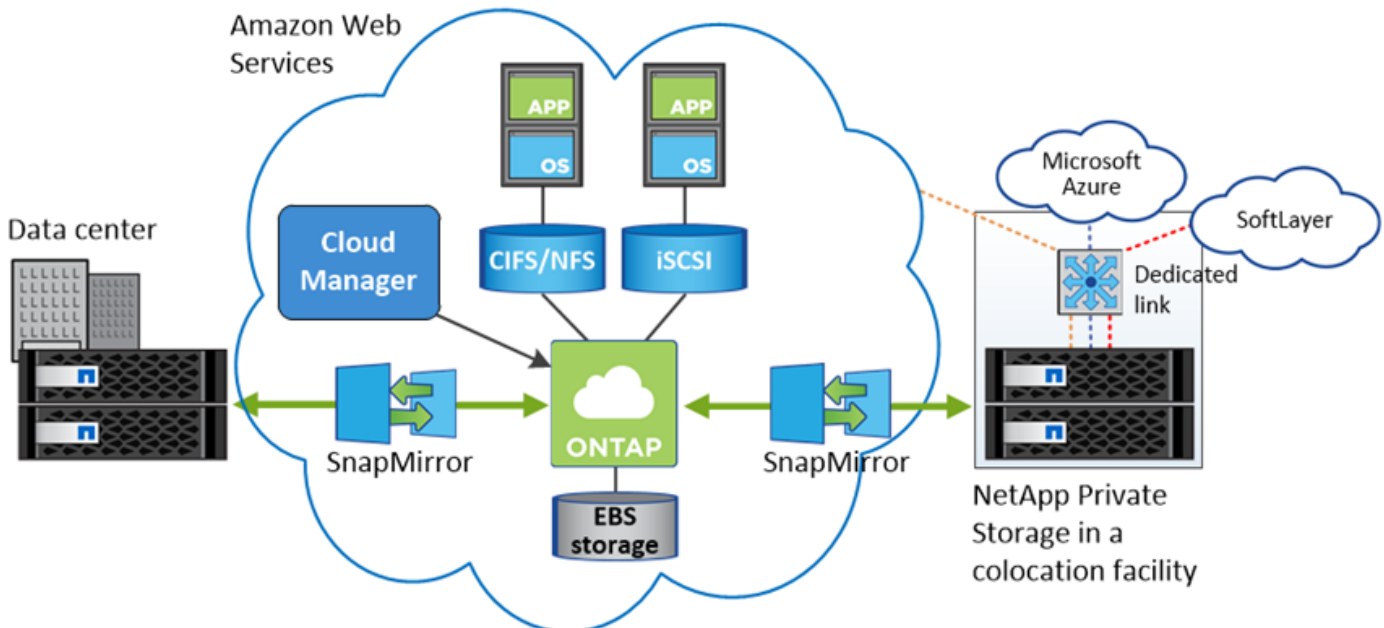 Amazon Web
Services
APP
OS
APP
OS
Microsoft
Azure
SoftLayer
Data center
Cloud
Manager
CIFS/NFS
iSCSI
Dedicated
link
SnapMirror
ONTAP
SnapMirror
EBS
storage
NetApp Private
Storage in a
colocation facility